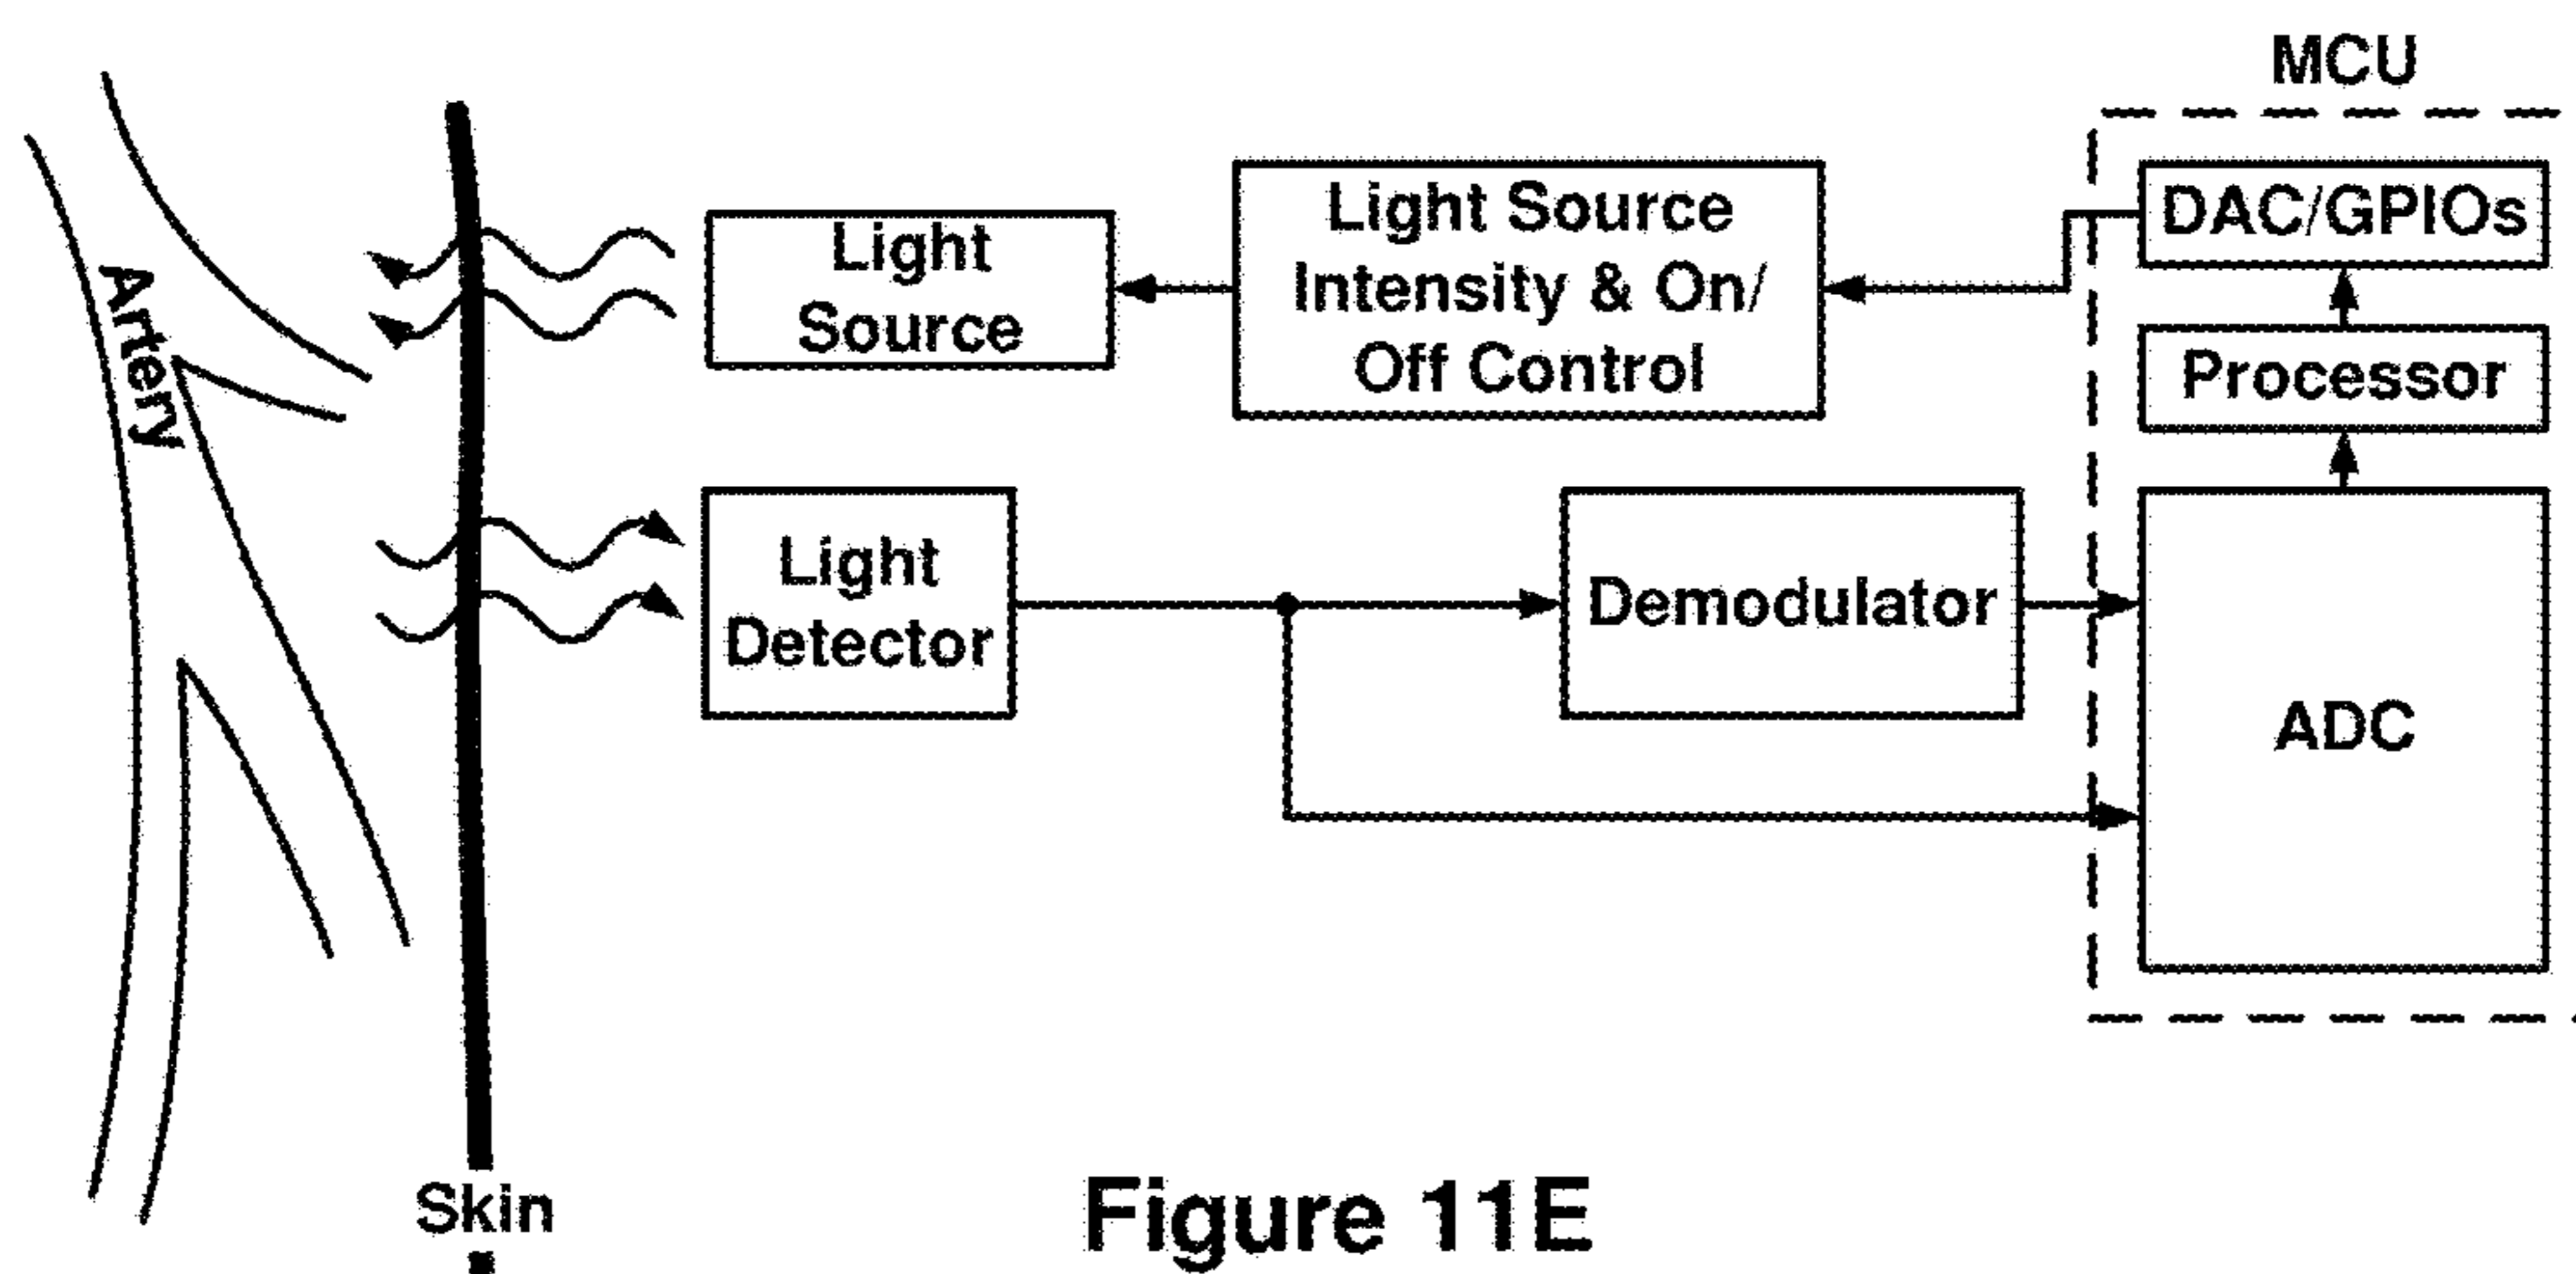 MCU
Artery
Light
Source
Light Source
Intensity & On/
Off Control
DAC/GPIOs
Processor
Light
Detector
Demodulator
ADC
Skin
Figure 11E